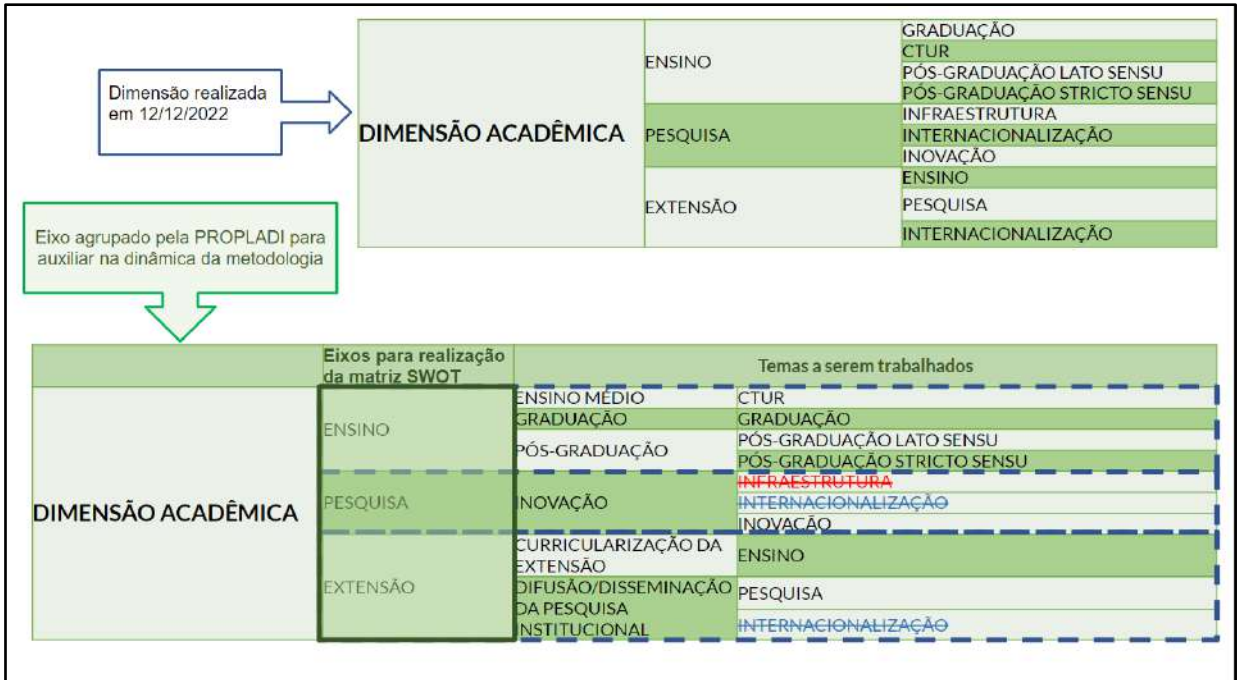 GRADUAÇÃO
ENSINO
CTUR
PÓS-GRADUAÇÃO LATO SENSU
PÓS-GRADUAÇÃO STRICTO SENSU
Dimensão realizada
em 12/12/2022
DIMENSÃO ACADÊMICA
PESQUISA
INFRAESTRUTURA
INTERNACIONALIZAÇÃO
INOVAÇÃO
EXTENSÃO
ENSINO
PESQUISA
INTERNACIONALIZAÇÃO
Eixo agrupado pela PROPLADI para
auxiliar na dinâmica da metodologia
Eixos para realização
da matriz SWOT
Temas a serem trabalhados
DIMENSÃO ACADÊMICA
ENSINO
ENSINO MÉDIO
CTUR
GRADUAÇÃO
GRADUAÇÃO
PÓS-GRADUAÇÃO
PÓS-GRADUAÇÃO LATO SENSU
PÓS-GRADUAÇÃO STRICTO SENSU
PESQUISA
INOVAÇÃO
INFRAESTRUTURA
INTERNACIONALIZAÇÃO
INOVAÇÃO
EXTENSÃO
CURRICULARIZAÇÃO DA
EXTENSÃO
ENSINO
DIFUSÃO/DISSEMINAÇÃO
DA PESQUISA
INSTITUCIONAL
PESQUISA
INTERNACIONALIZAÇÃO